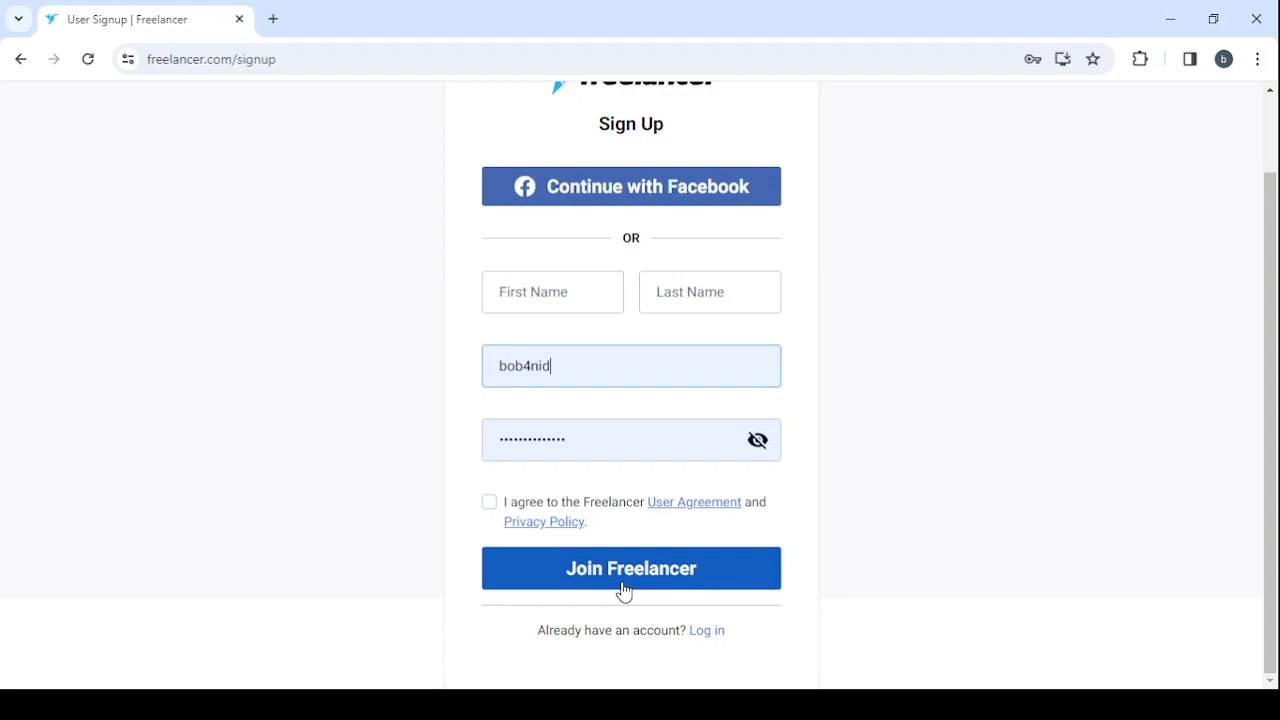 User Signup | Freelancer
freelancer.com/signup
b
freelancer
Sign Up
Continue with Facebook
OR
First Name
Last Name
bob4nid
••••••••••••••
I agree to the Freelancer User Agreement and
Privacy Policy.
Join Freelancer
Already have an account? Log in